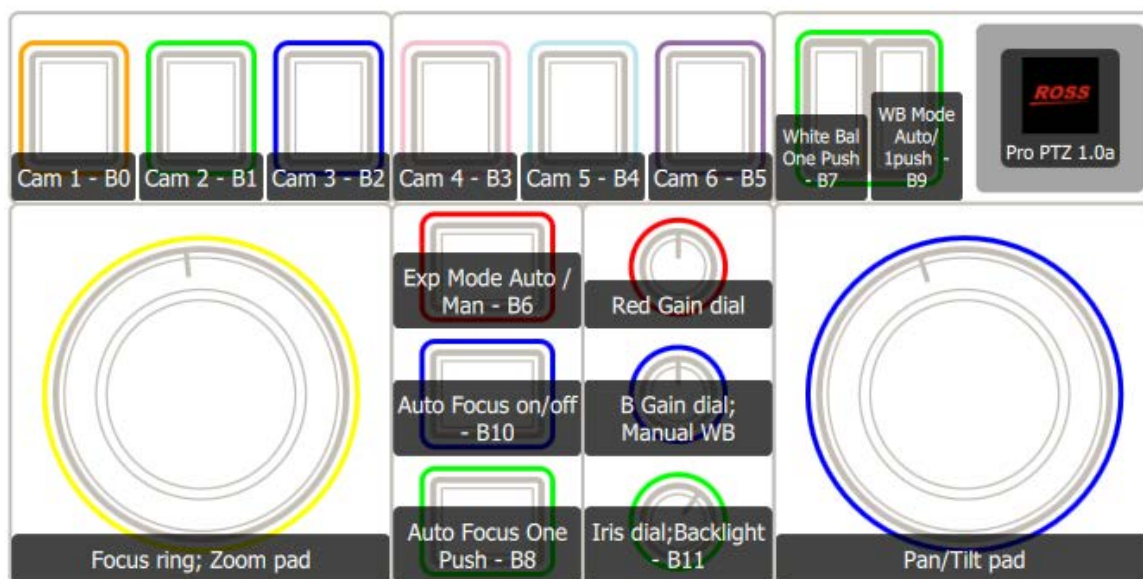 Cam 1 - B0
Cam 2 - B1
Cam 3 - B2
Cam 4 - B3
Cam 5 - B4
Cam 6 - B5
White Bal
One Push
- B7
WB Mode
Auto/
1push -
B9
ROSS
Pro PTZ 1.0a
Focus ring; Zoom pad
Exp Mode Auto /
Man - B6
Auto Focus on/off
- B10
Auto Focus One
Push - B8
Red Gain dial
B Gain dial;
Manual WB
Iris dial;Backlight
- B11
Pan/Tilt pad